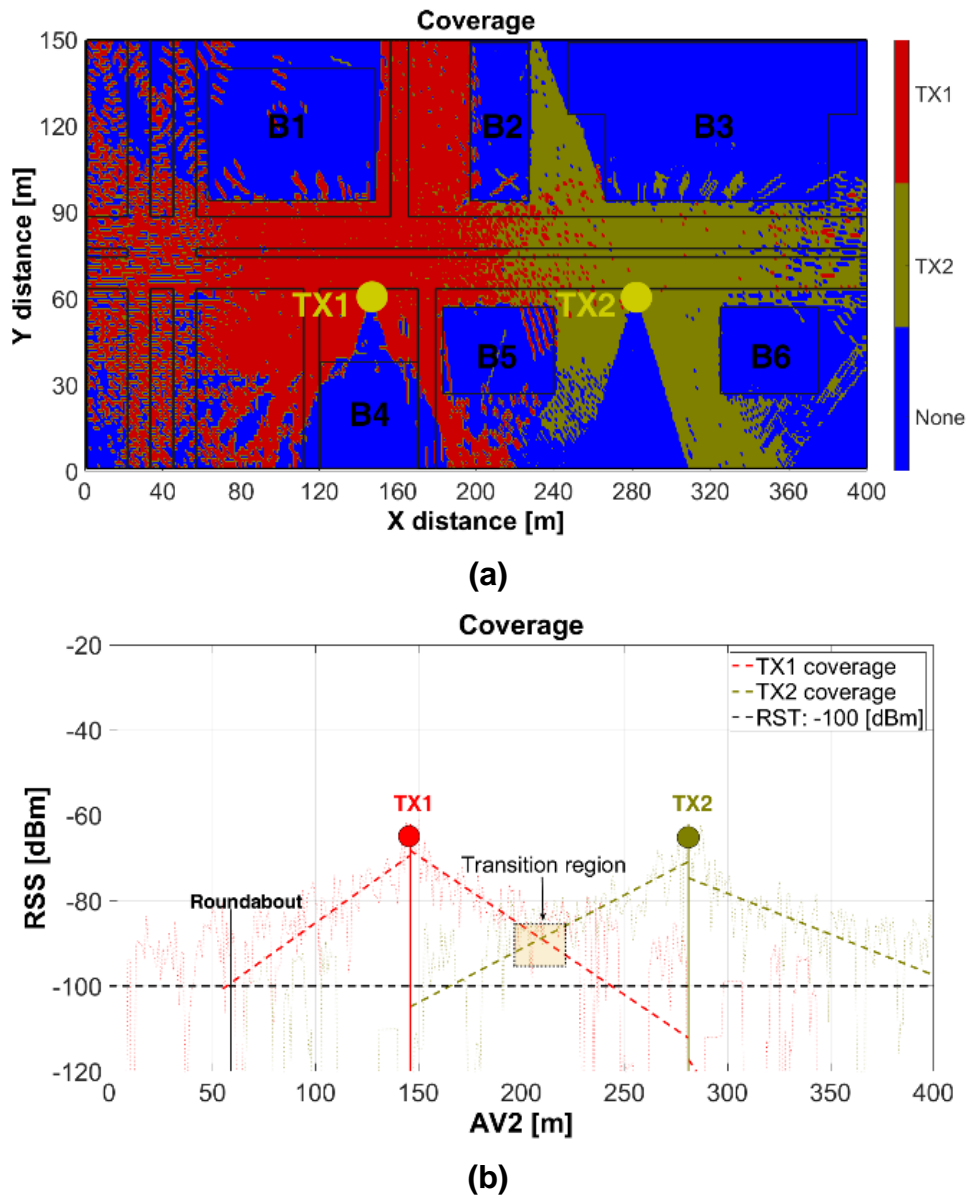 Coverage
150
120
90
60
30
0
Y distance [m]
B1
B2
B3
TX1
TX2
B5
B6
B4
0
40
80
120
160
200
240
280
320
360
400
X distance [m]
TX1
TX2
None
(a)
Coverage
-20
-40
-60
-80
-100
-120
RSS [dBm]
TX1 coverage
TX2 coverage
RST: -100 [dBm]
TX1
TX2
Transition region
Roundabout
0
50
100
150
200
250
300
350
400
AV2 [m]
(b)